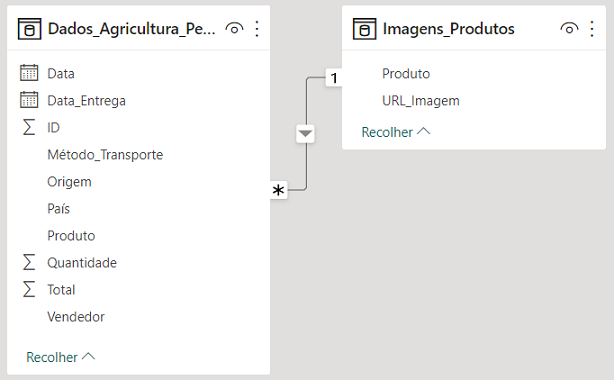 Dados_Agricultura_Pe...
Data
Data_Entrega
ID
Método_Transporte
Origem
País
Produto
Quantidade
Total
Vendedor
Recolher
1
*
Imagens_Produtos
Produto
URL_Imagem
Recolher